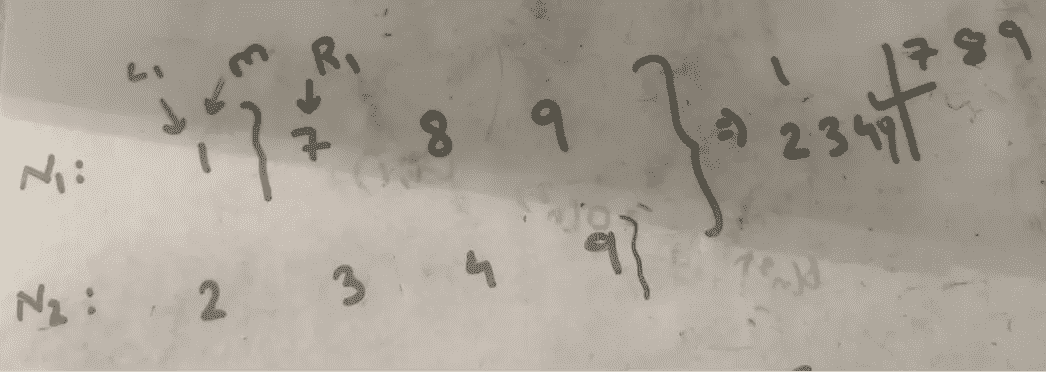 L₁ m R₁
N₁: 1 } 7 8 9 } ⇒ 1 | 7 8 9
N₂: 2 3 4 9 } 2 3 4 9 |